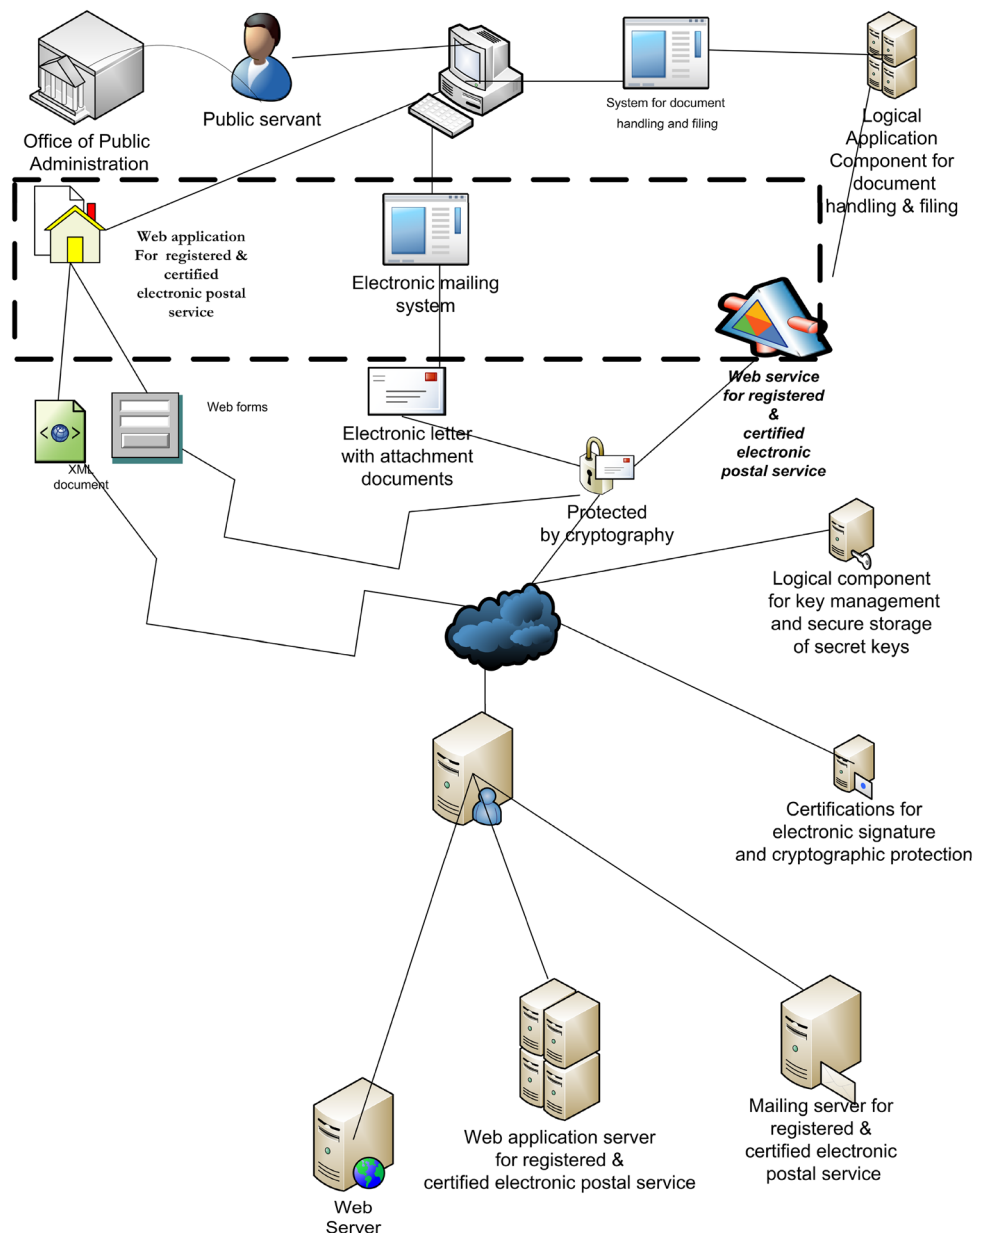 Office of Public
Administration
Public servant
System for document
handling and filing
Logical
Application
Component for
document
handling & filing
Web application
For registered &
certified
electronic postal
service
Electronic mailing
system
Web service
for registered
&
certified
electronic
postal service
Web forms
XML
document
Electronic letter
with attachment
documents
Protected
by cryptography
Logical component
for key management
and secure storage
of secret keys
Certifications for
electronic signature
and cryptographic protection
Mailing server for
registered &
certified electronic
postal service
Web application server
for registered &
certified electronic postal service
Web
Server